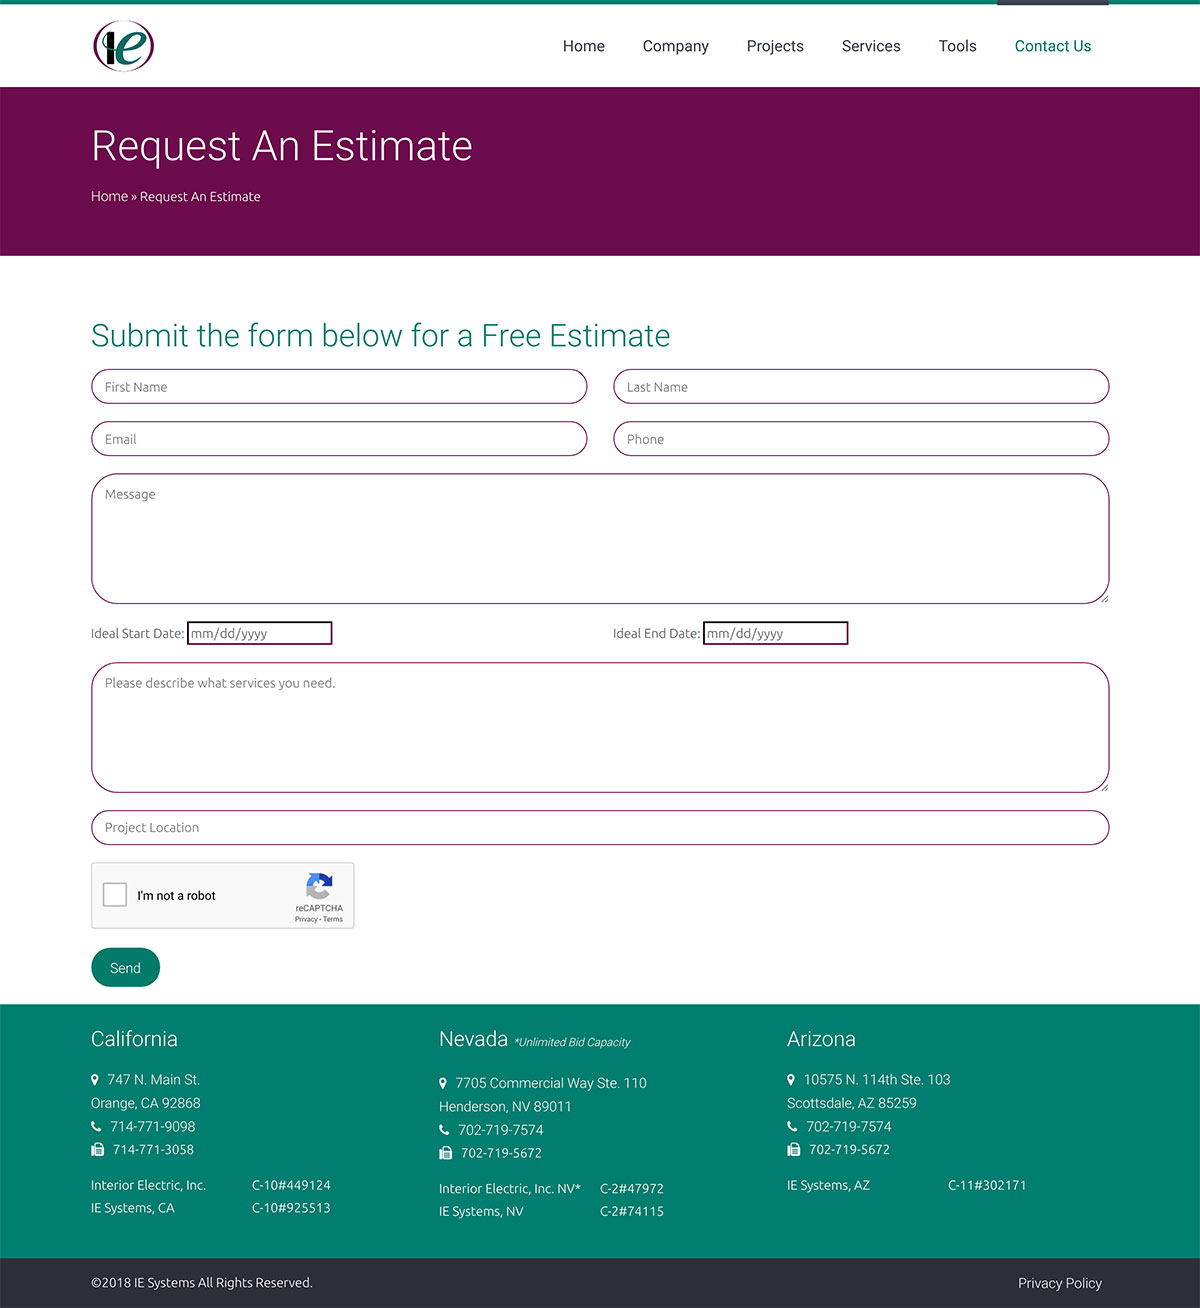 ie
Home Company Projects Services Tools Contact Us
Request An Estimate
Home » Request An Estimate
Submit the form below for a Free Estimate
First Name Last Name
Email Phone
Message
Ideal Start Date: mm/dd/yyyy Ideal End Date: mm/dd/yyyy
Please describe what services you need.
Project Location
I'm not a robot
reCAPTCHA
Privacy - Terms
Send
California
747 N. Main St.
Orange, CA 92868
714-771-9098
714-771-3058
Interior Electric, Inc. C-10#449124
IE Systems, CA C-10#925513
Nevada *Unlimited Bid Capacity
7705 Commercial Way Ste. 110
Henderson, NV 89011
702-719-7574
702-719-5672
Interior Electric, Inc. NV* C-2#47972
IE Systems, NV C-2#74115
Arizona
10575 N. 114th Ste. 103
Scottsdale, AZ 85259
702-719-7574
702-719-5672
IE Systems, AZ C-11#302171
©2018 IE Systems All Rights Reserved. Privacy Policy